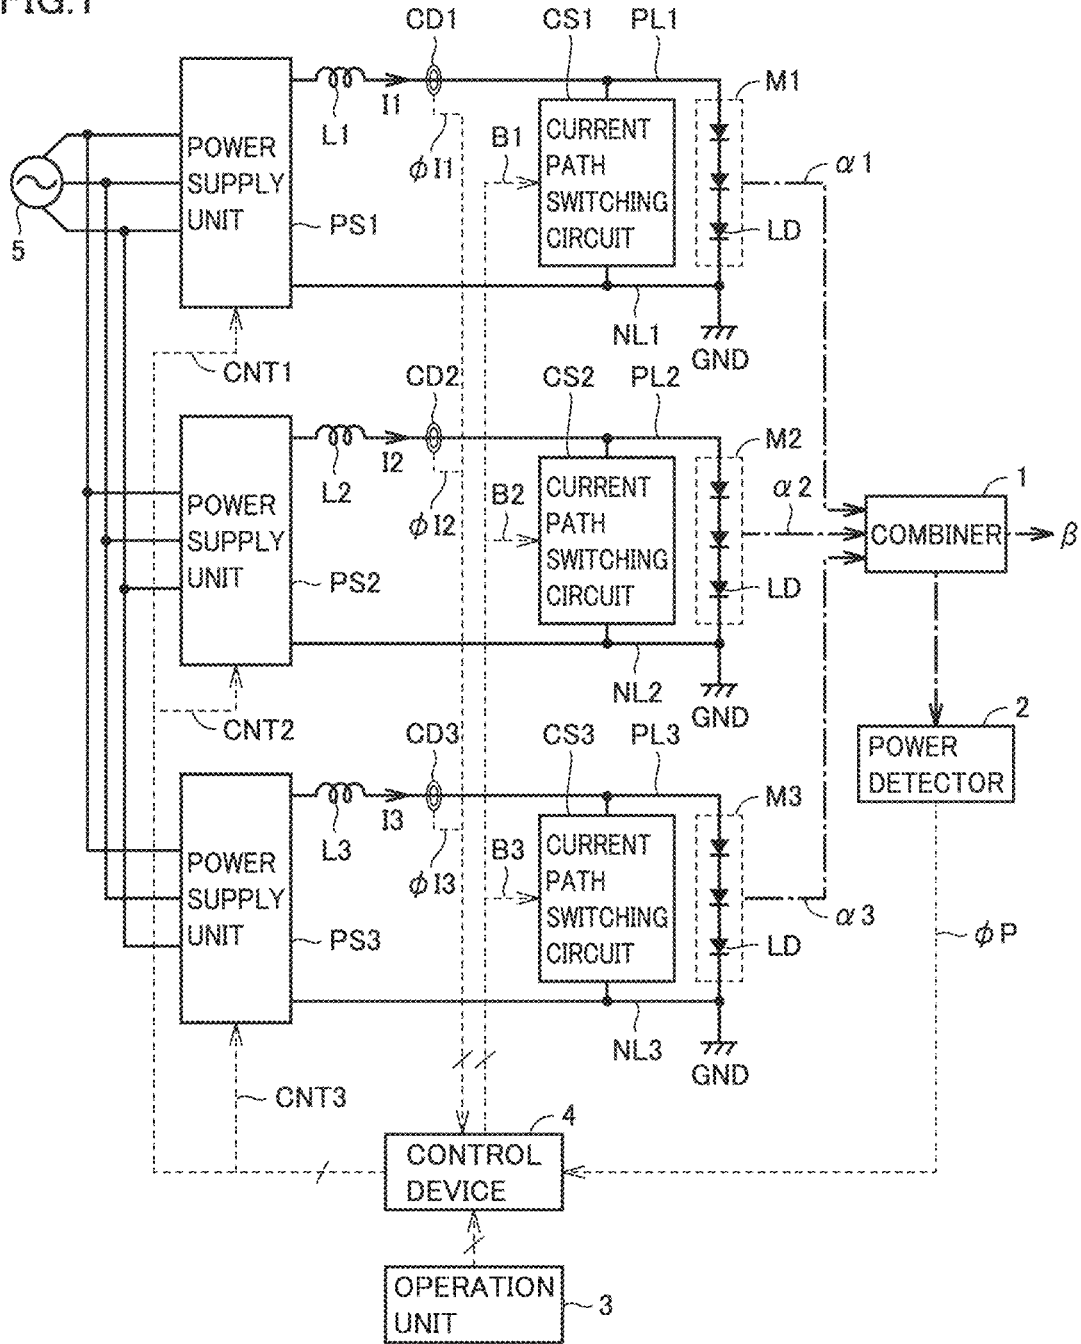 FIG.1
CD1
CS1
PL1
M1
I1
L1
φI1
B1
POWER
SUPPLY
UNIT
PS1
5
CURRENT
PATH
SWITCHING
CIRCUIT
α1
LD
NL1
GND
CNT1
CD2
CS2
PL2
M2
I2
L2
φI2
B2
POWER
SUPPLY
UNIT
PS2
CURRENT
PATH
SWITCHING
CIRCUIT
α2
LD
1
COMBINER
β
NL2
GND
CNT2
CD3
CS3
PL3
M3
2
POWER
DETECTOR
I3
L3
φI3
B3
POWER
SUPPLY
UNIT
PS3
CURRENT
PATH
SWITCHING
CIRCUIT
α3
LD
φP
NL3
GND
CNT3
4
CONTROL
DEVICE
OPERATION
UNIT
3